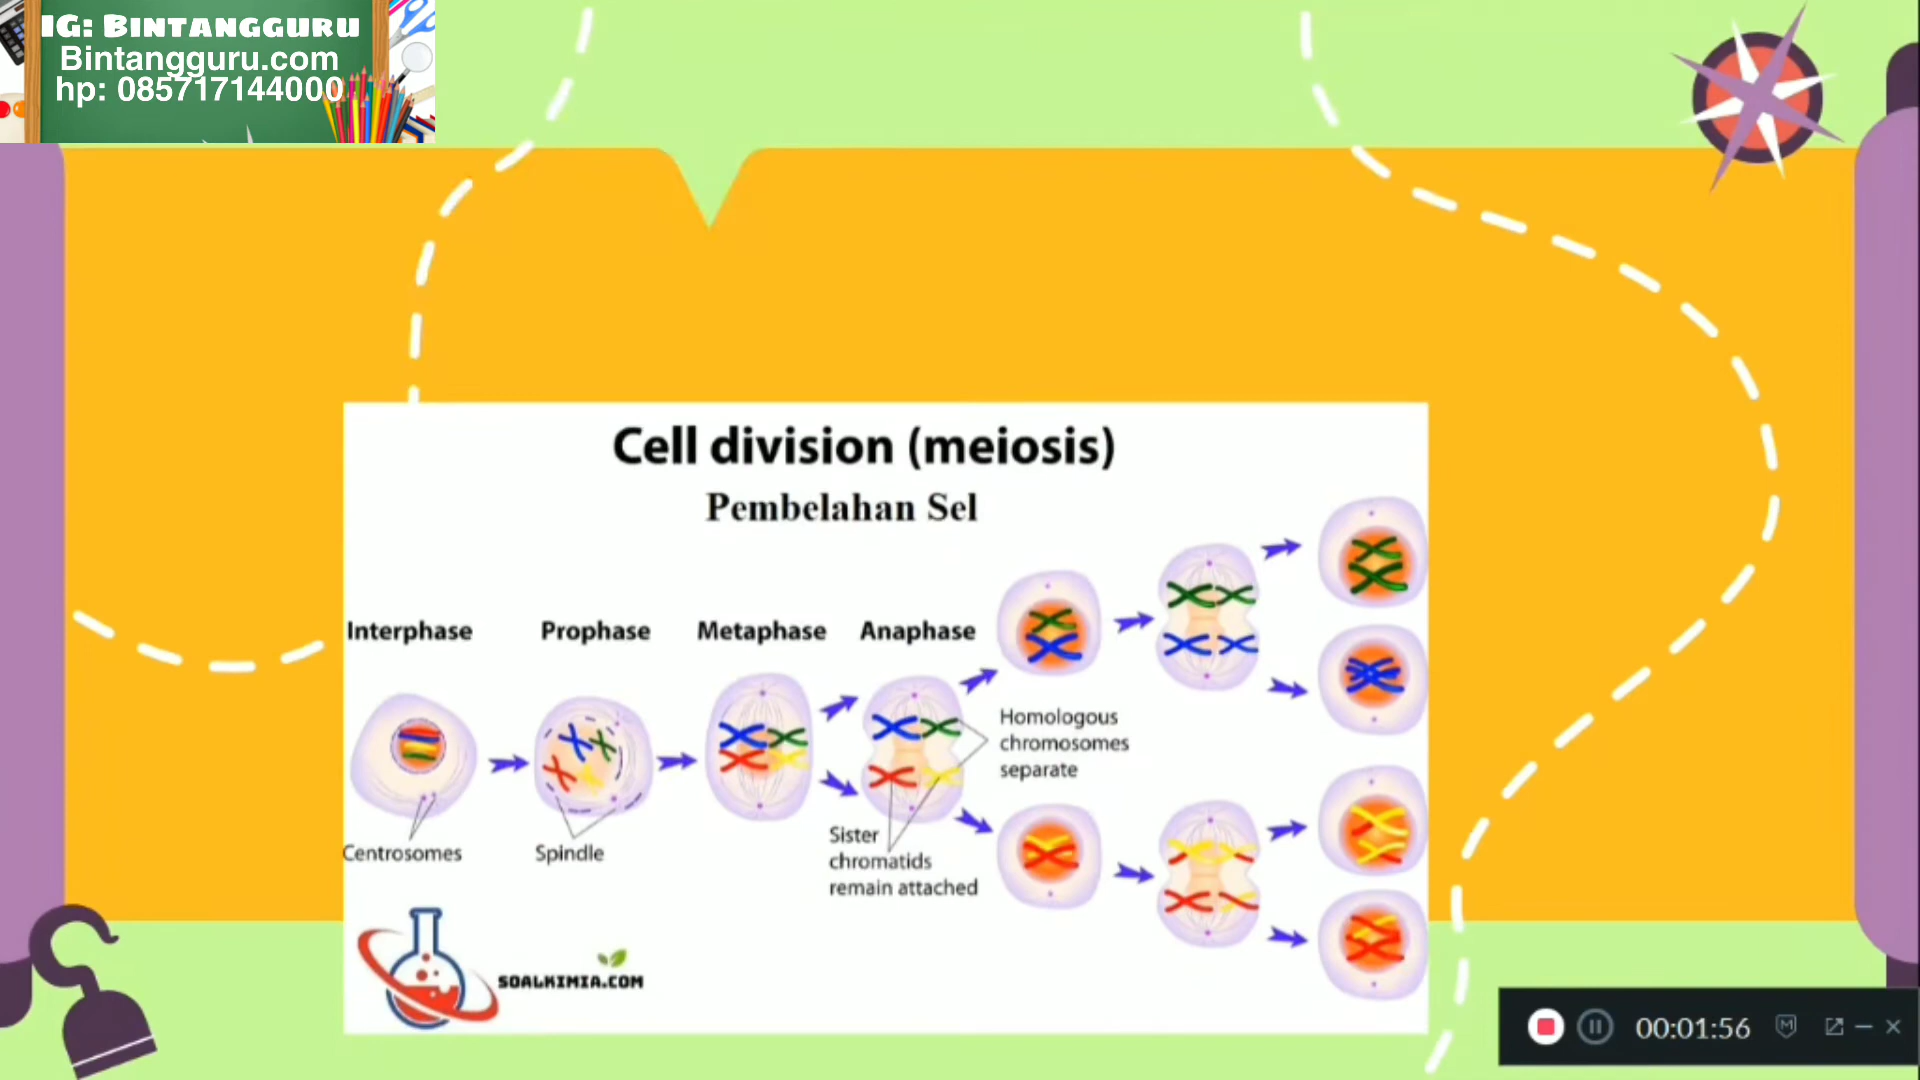 IG: BINTANGGURU
Bintangguru.com
hp: 085717144000
Cell division (meiosis)
Pembelahan Sel
Interphase
Prophase
Metaphase
Anaphase
Homologous
chromosomes
separate
Centrosomes
Spindle
Sister
chromatids
remain attached
SOALKIMIA.COM
00:01:56